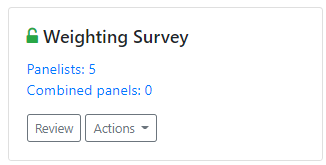 Weighting Survey
Panelists: 5
Combined panels: 0
Review Actions